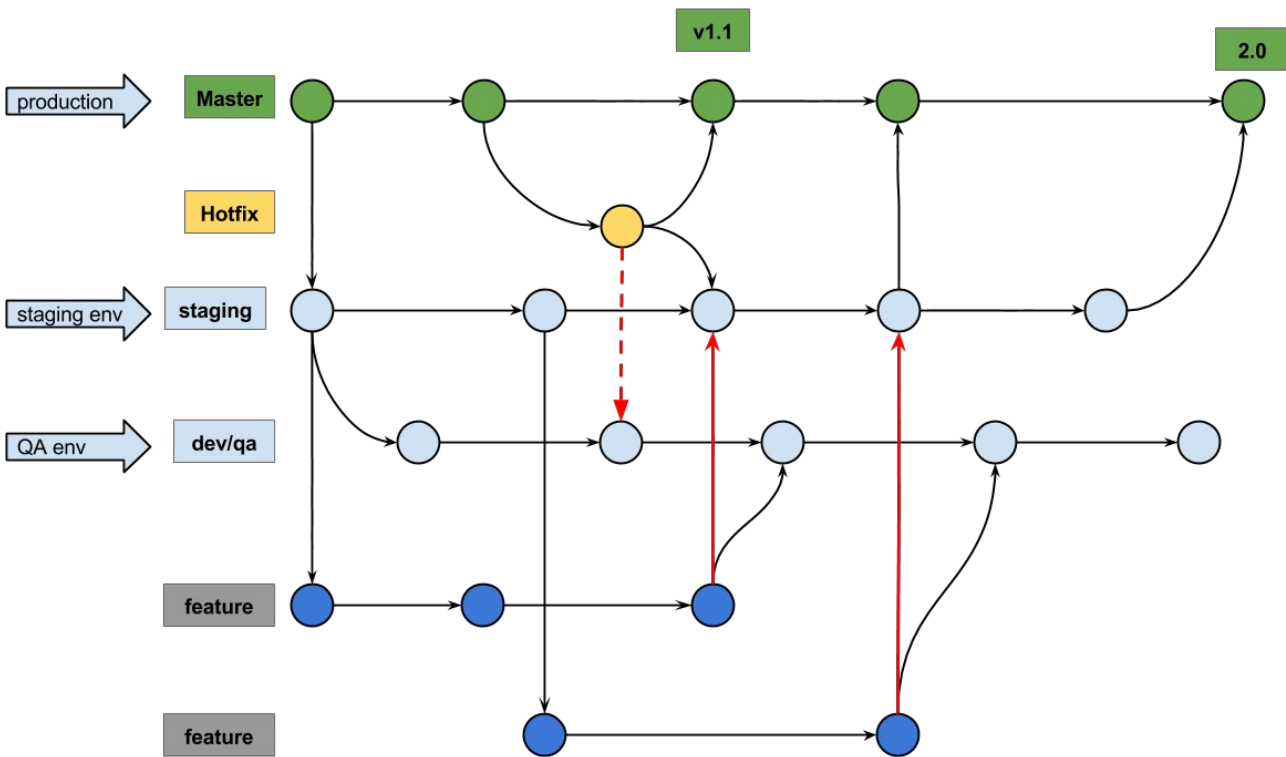 v1.1
2.0
production
Master
Hotfix
staging env
staging
QA env
dev/qa
feature
feature